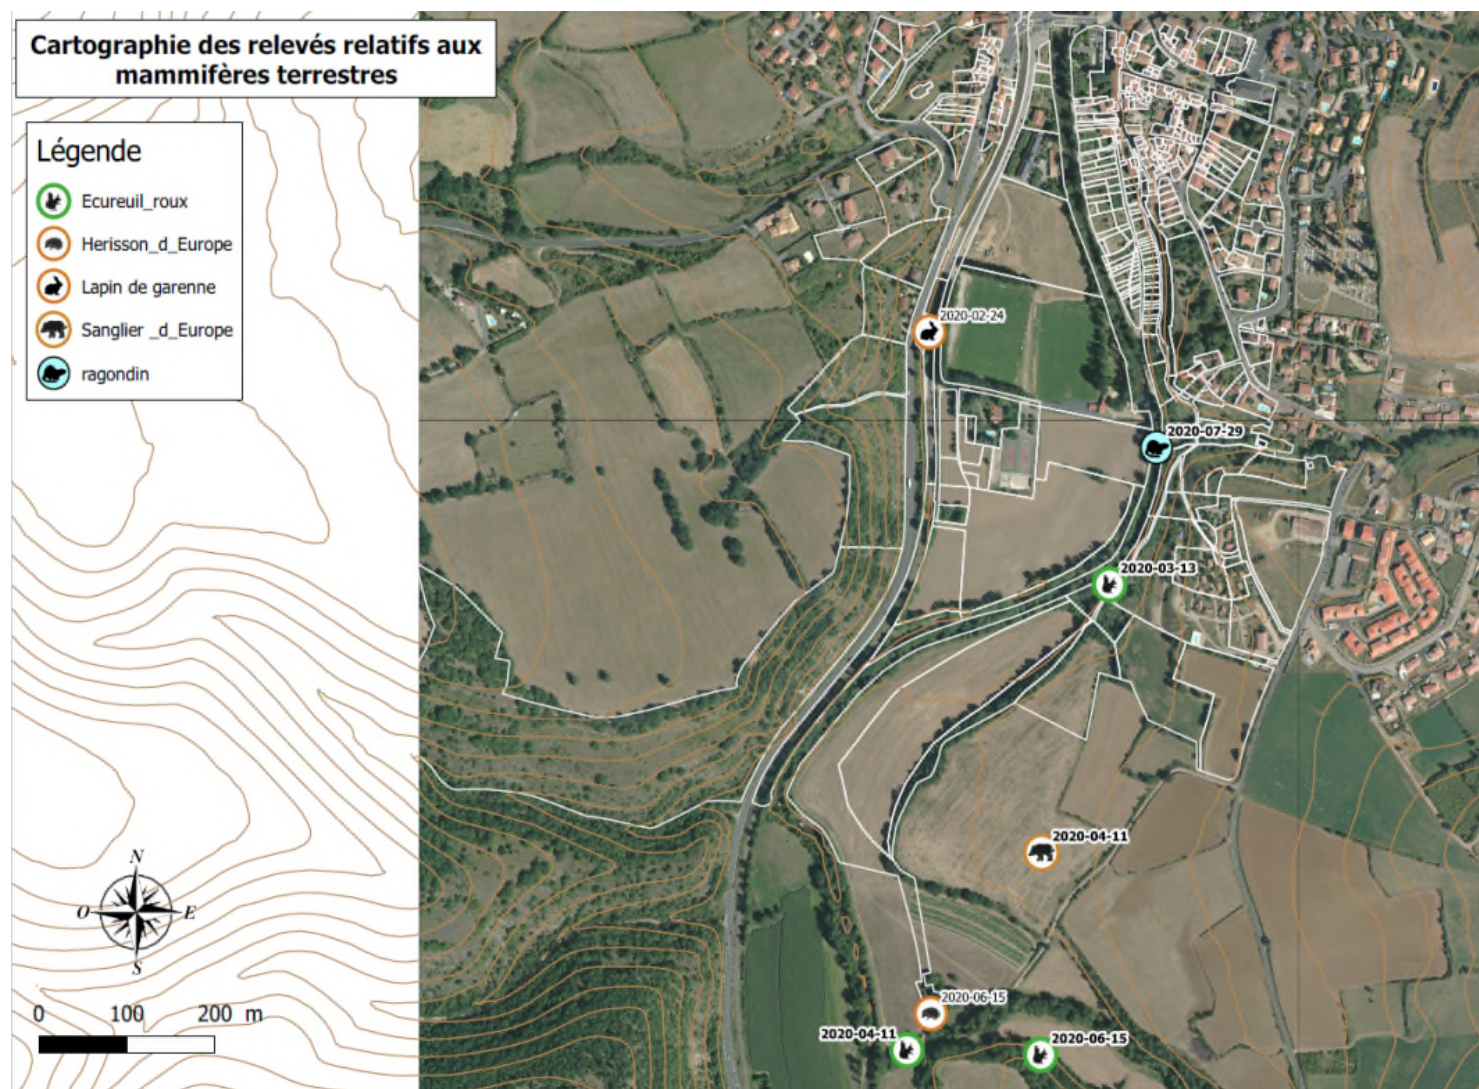 Cartographie des relevés relatifs aux
mammifères terrestres
Légende
Ecureuil_roux
Herisson_d_Europe
Lapin de garenne
Sanglier _d_Europe
ragondin
2020-02-24
2020-07-29
2020-03-13
2020-04-11
2020-06-15
2020-04-11
2020-06-15
N
O E
S
0 100 200 m